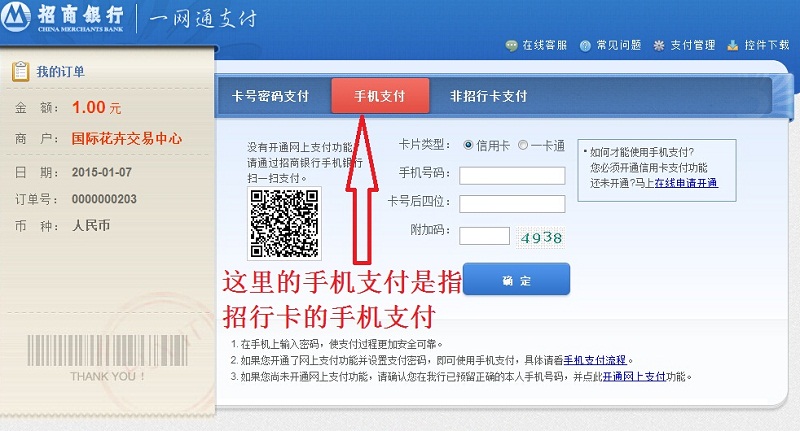 招商银行 一网通支付
CHINA MERCHANTS BANK
在线客服 常见问题 支付管理 控件下载
我的订单
金 额： 1.00 元
商 户： 国际花卉交易中心
日 期： 2015-01-07
订单号： 0000000203
币 种： 人民币
THANK YOU !
卡号密码支付 手机支付 非招行卡支付
没有开通网上支付功能?
请通过招商银行手机银行
扫一扫支付。
卡片类型： 信用卡 一卡通
手机号码：
卡号后四位：
附加码： 4938
确 定
• 如何才能使用手机支付?
您必须开通信用卡支付功能
还未开通?马上在线申请开通
这里的手机支付是指
招行卡的手机支付
1. 在手机上输入密码，使支付过程更加安全可靠。
2. 如果您开通了网上支付功能并设置支付密码，即可使用手机支付，具体请看手机支付流程。
3. 如果您尚未开通网上支付功能，请确认您在我行已预留正确的本人手机号码，并点此开通网上支付功能。